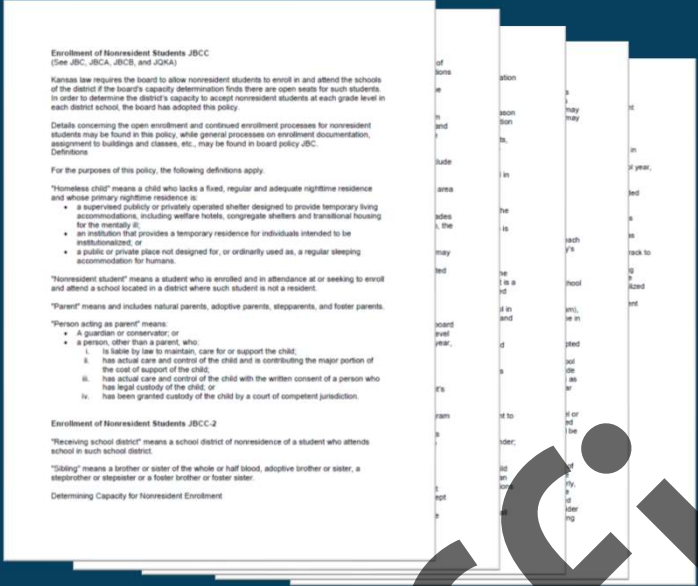 Enrollment of Nonresident Students JBCC
(See JBC, JBCA, JBCB, and JQKA)
Kansas law requires the board to allow nonresident students to enroll in and attend the schools
of the district if the board's capacity determination finds there are open seats for such students.
In order to determine the district's capacity to accept nonresident students at each grade level in
each district school, the board has adopted this policy.
Details concerning the open enrollment and continued enrollment processes for nonresident
students may be found in this policy, while general processes on enrollment documentation,
assignment to buildings and classes, etc., may be found in board policy JBC.
Definitions
For the purposes of this policy, the following definitions apply.
"Homeless child" means a child who lacks a fixed, regular and adequate nighttime residence
and whose primary nighttime residence is:
• a supervised publicly or privately operated shelter designed to provide temporary living
accommodations, including welfare hotels, congregate shelters and transitional housing
for the mentally ill;
• an institution that provides a temporary residence for individuals intended to be
institutionalized; or
• a public or private place not designed for, or ordinarily used as, a regular sleeping
accommodation for humans.
"Nonresident student" means a student who is enrolled and in attendance at or seeking to enroll
and attend a school located in a district where such student is not a resident.
"Parent" means and includes natural parents, adoptive parents, stepparents, and foster parents.
"Person acting as parent" means:
• A guardian or conservator; or
• a person, other than a parent, who:
i. Is liable by law to maintain, care for or support the child;
ii. has actual care and control of the child and is contributing the major portion of
the cost of support of the child;
iii. has actual care and control of the child with the written consent of a person who
has legal custody of the child; or
iv. has been granted custody of the child by a court of competent jurisdiction.
Enrollment of Nonresident Students JBCC-2
"Receiving school district" means a school district of nonresidence of a student who attends
school in such school district.
"Sibling" means a brother or sister of the whole or half blood, adoptive brother or sister, a
stepbrother or stepsister or a foster brother or foster sister.
Determining Capacity for Nonresident Enrollment